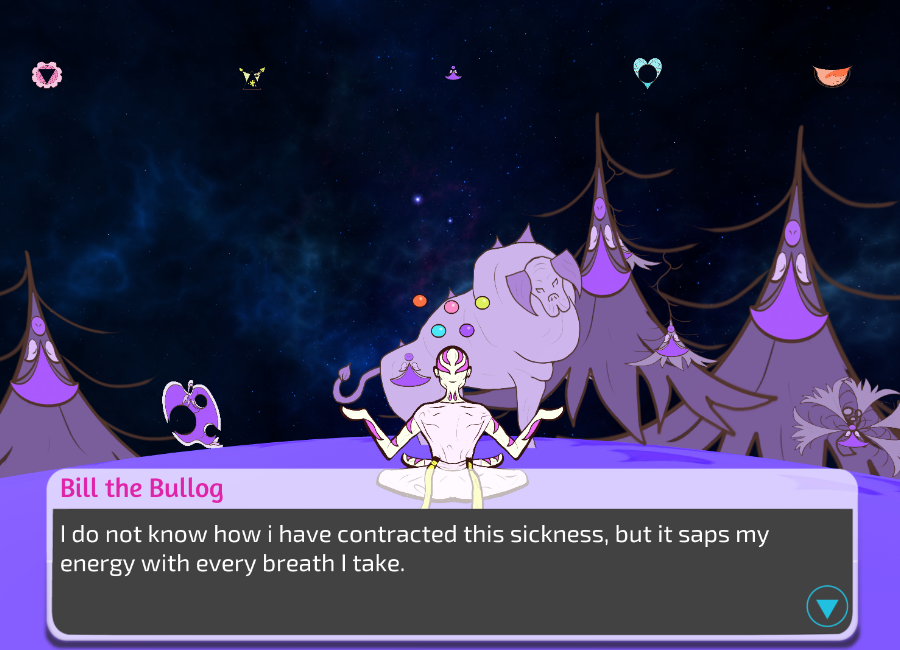 Bill the Bullog
I do not know how i have contracted this sickness, but it saps my
energy with every breath I take.